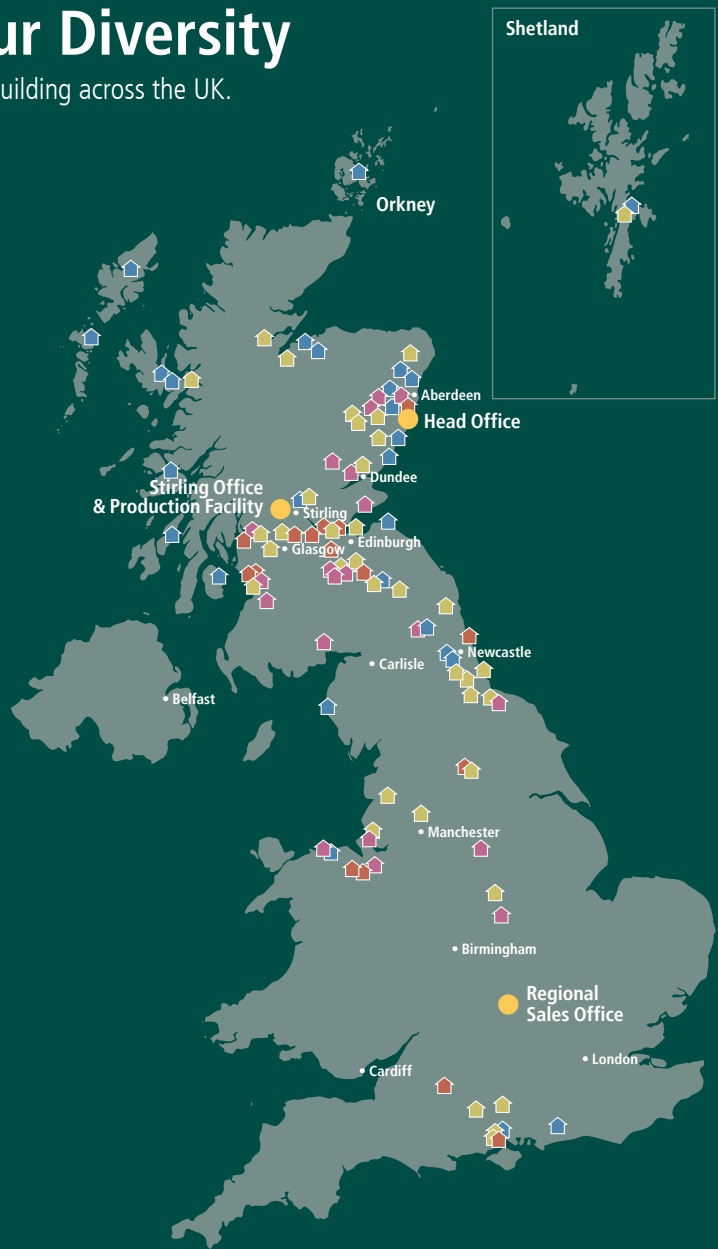 ur Diversity
uilding across the UK.
Shetland
Orkney
Aberdeen
Head Office
Dundee
Stirling Office
& Production Facility
Stirling
Glasgow
Edinburgh
Newcastle
Carlisle
Belfast
Manchester
Birmingham
Regional
Sales Office
London
Cardiff